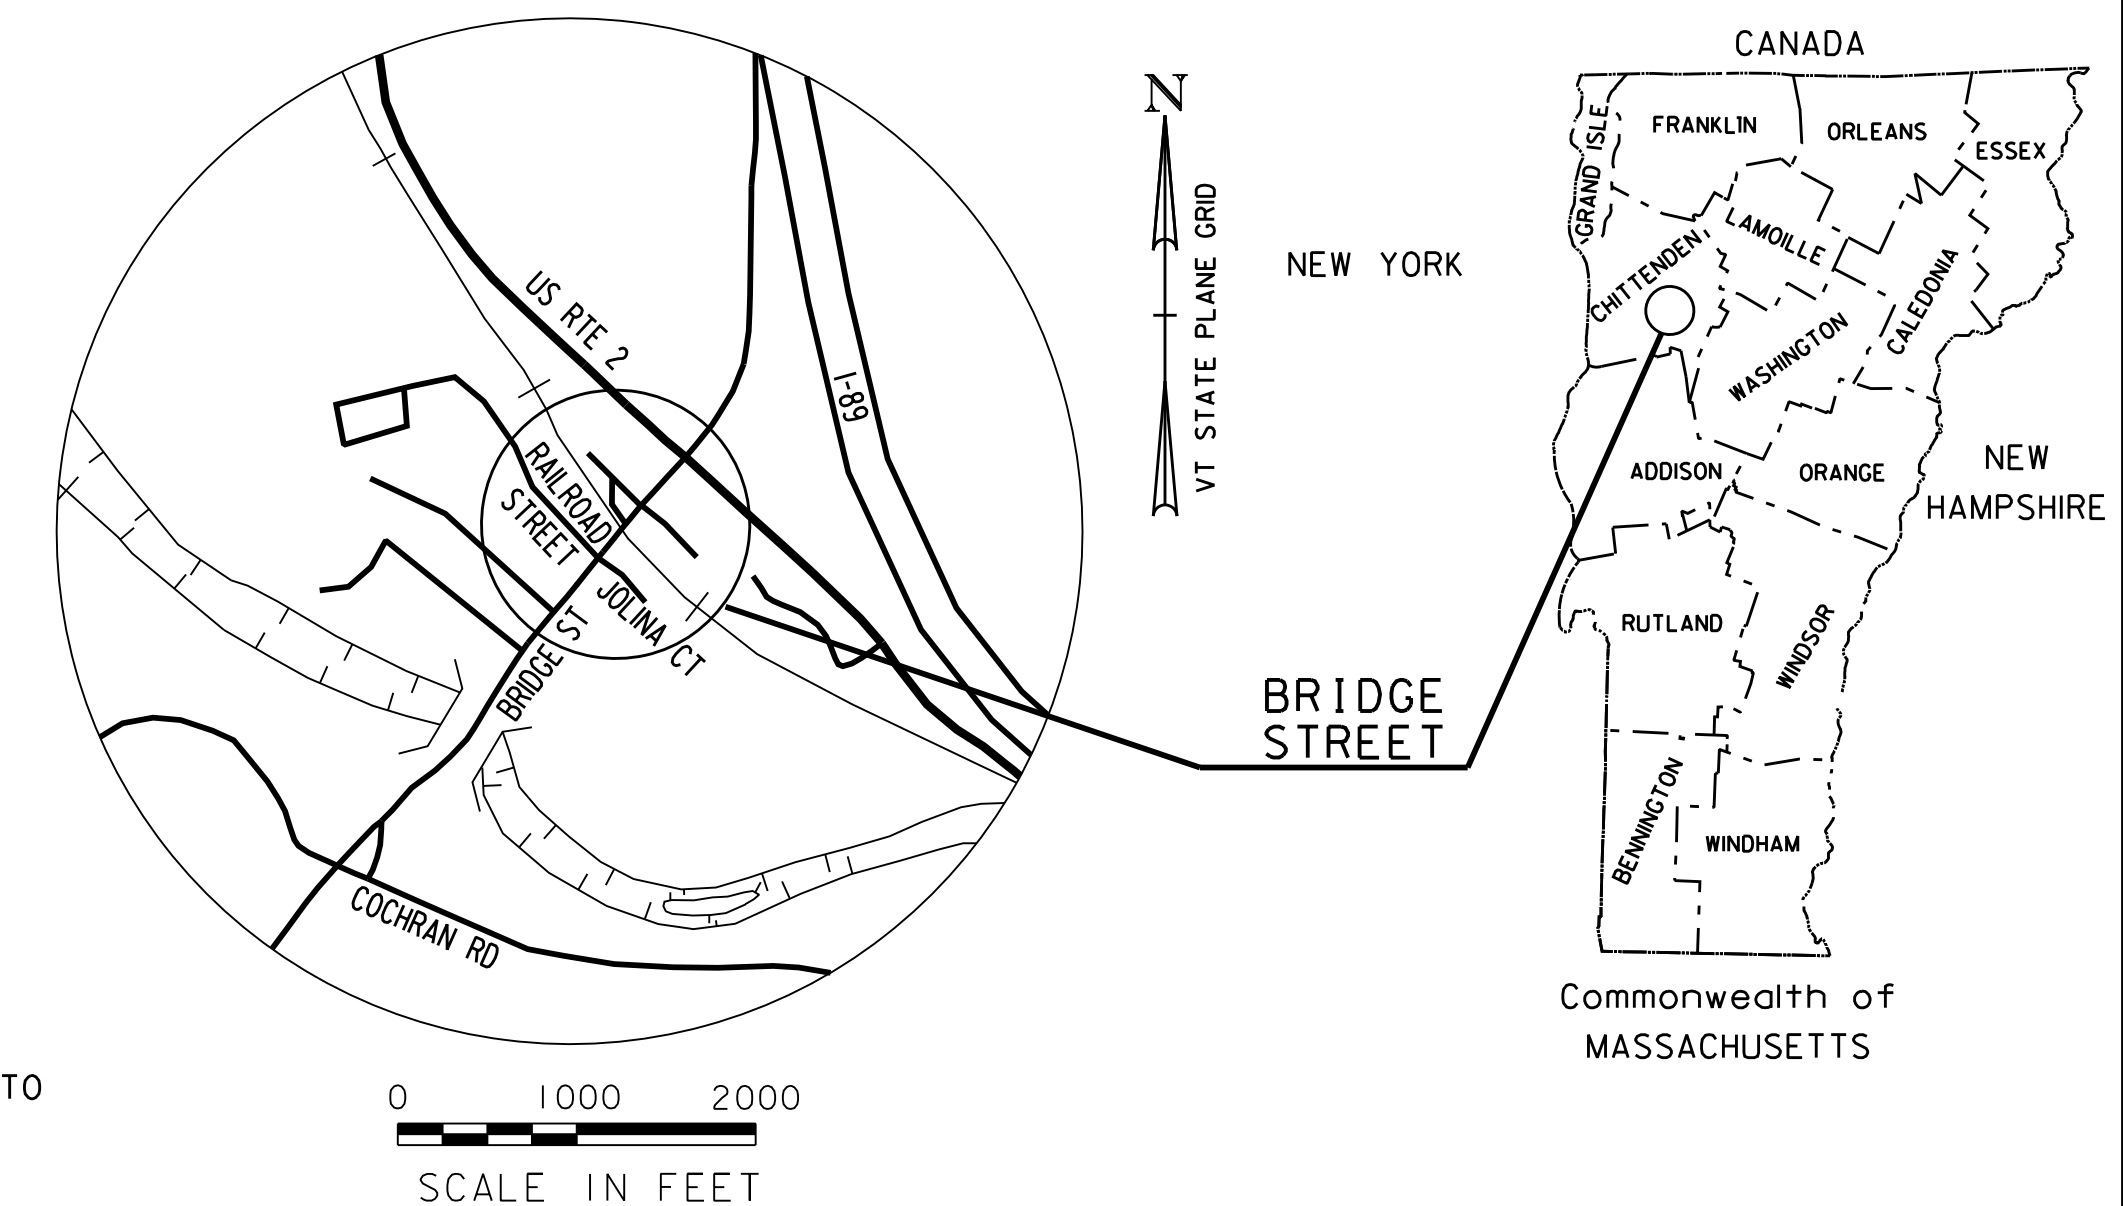 US RTE 2
I-89
RAILROAD
STREET
JOLINA CT
BRIDGE ST
COCHRAN RD
TO
0 1000 2000
SCALE IN FEET
N
VT STATE PLANE GRID
BRIDGE
STREET
CANADA
NEW YORK
NEW
HAMPSHIRE
GRAND ISLE
FRANKLIN
ORLEANS
ESSEX
CHITTENDEN
LAMOILLE
CALEDONIA
WASHINGTON
ADDISON
ORANGE
RUTLAND
WINDSOR
BENNINGTON
WINDHAM
Commonwealth of
MASSACHUSETTS